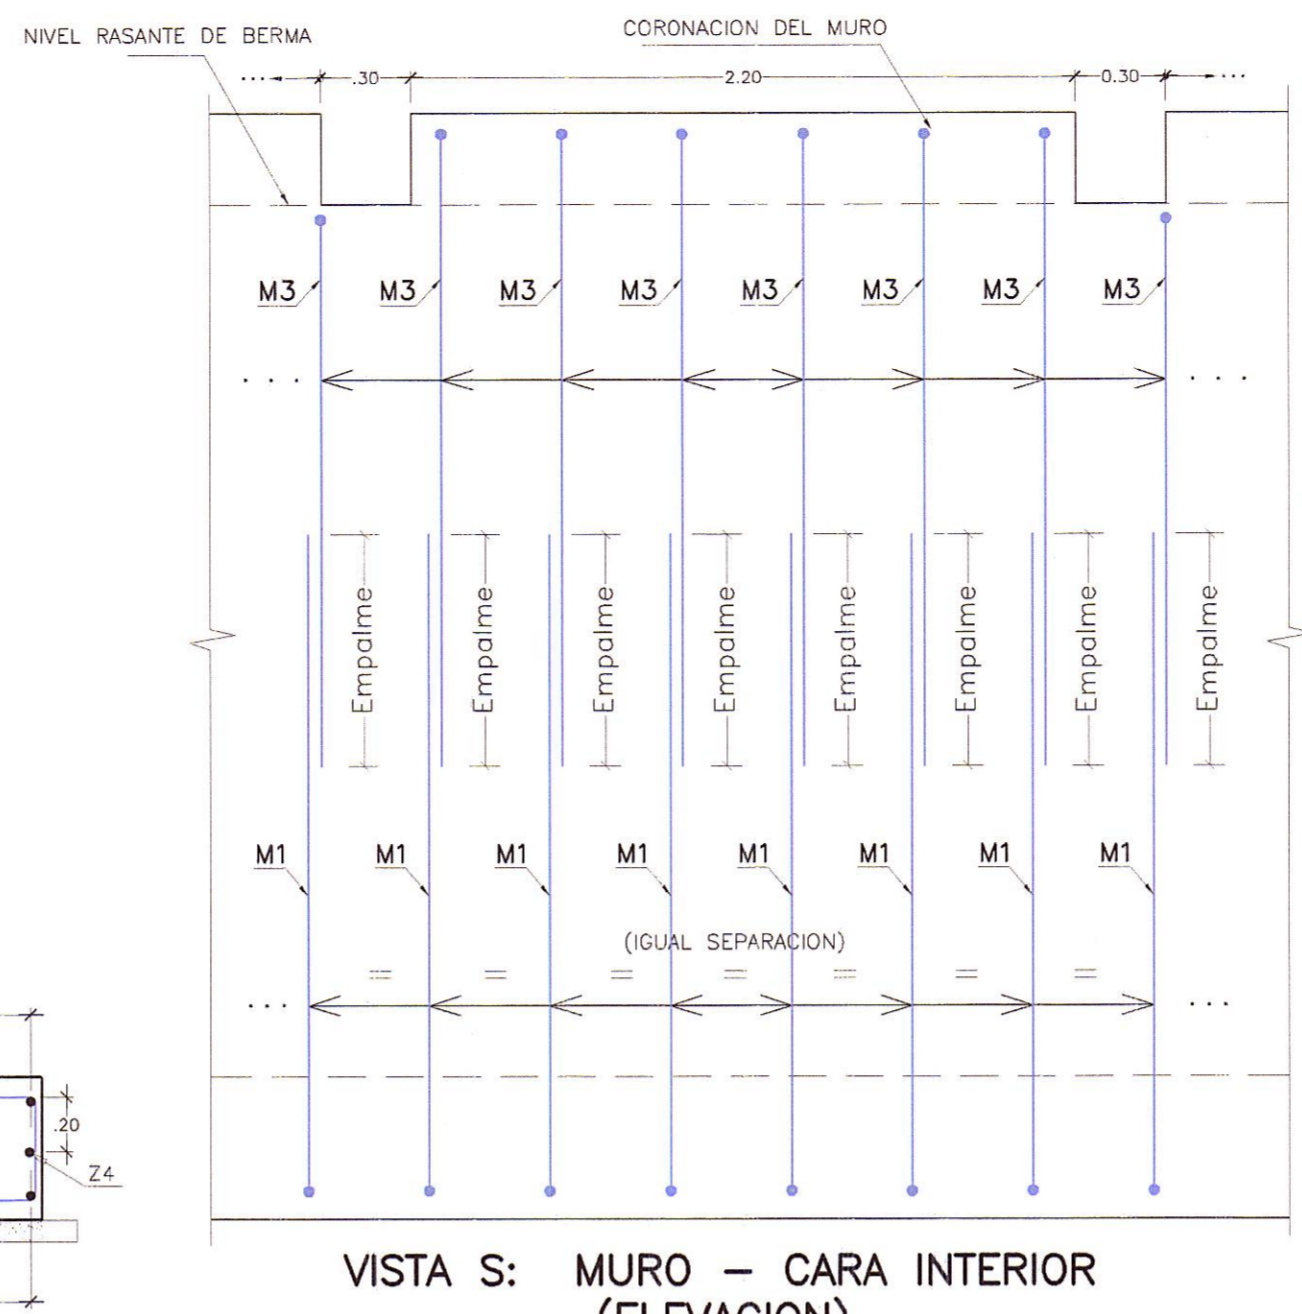 NIVEL RASANTE DE BERMA
CORONACION DEL MURO
.30
2.20
0.30
M3 M3 M3 M3 M3 M3 M3 M3
Empalme Empalme Empalme Empalme Empalme Empalme Empalme Empalme
M1 M1 M1 M1 M1 M1 M1 M1
(IGUAL SEPARACION)
= = = = = = =
.20
Z4
VISTA S: MURO – CARA INTERIOR
(ELEVACION)